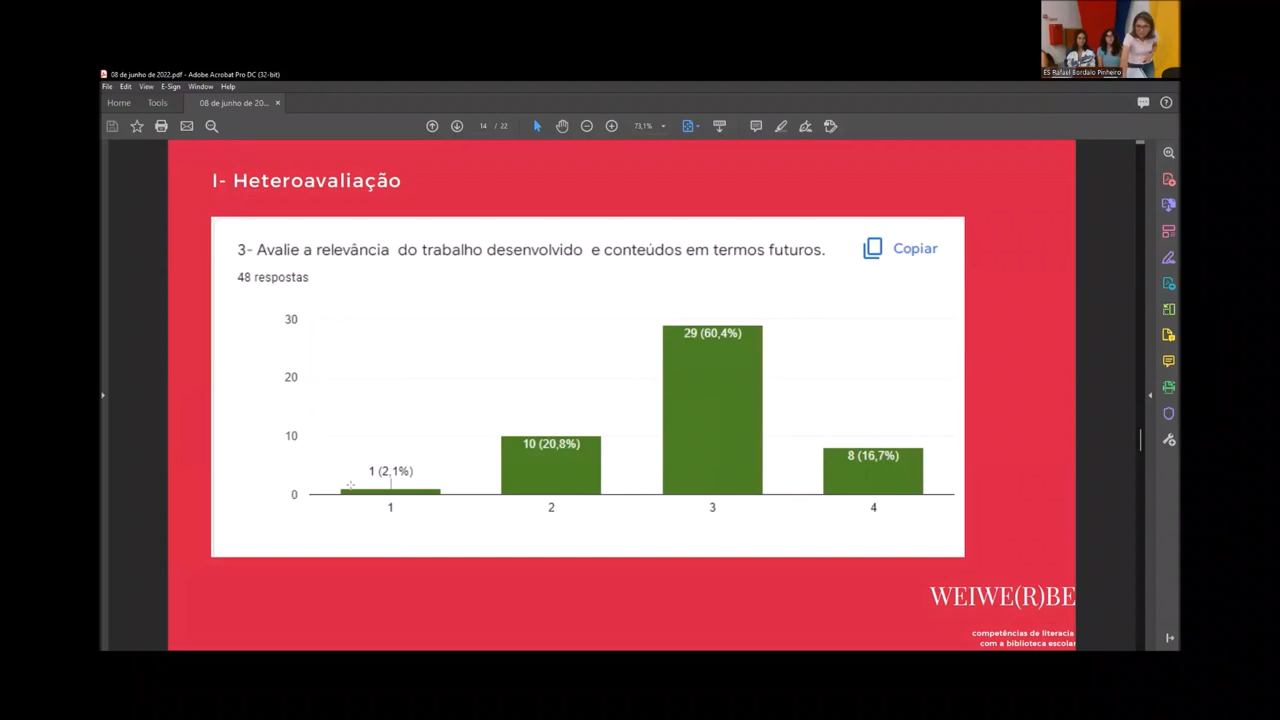 ES Rafael Bordalo Pinheiro
08 de junho de 2022.pdf - Adobe Acrobat Pro DC (32-bit)
File Edit View E-Sign Window Help
Home Tools 08 de junho de 20... ×
14 / 22 73,1%
I- Heteroavaliação
3- Avalie a relevância do trabalho desenvolvido e conteúdos em termos futuros.
Copiar
48 respostas
30
20
10
0
1 (2,1%)
10 (20,8%)
29 (60,4%)
8 (16,7%)
1 2 3 4
WEIWE(R)BE
competências de literacia
com a biblioteca escolar